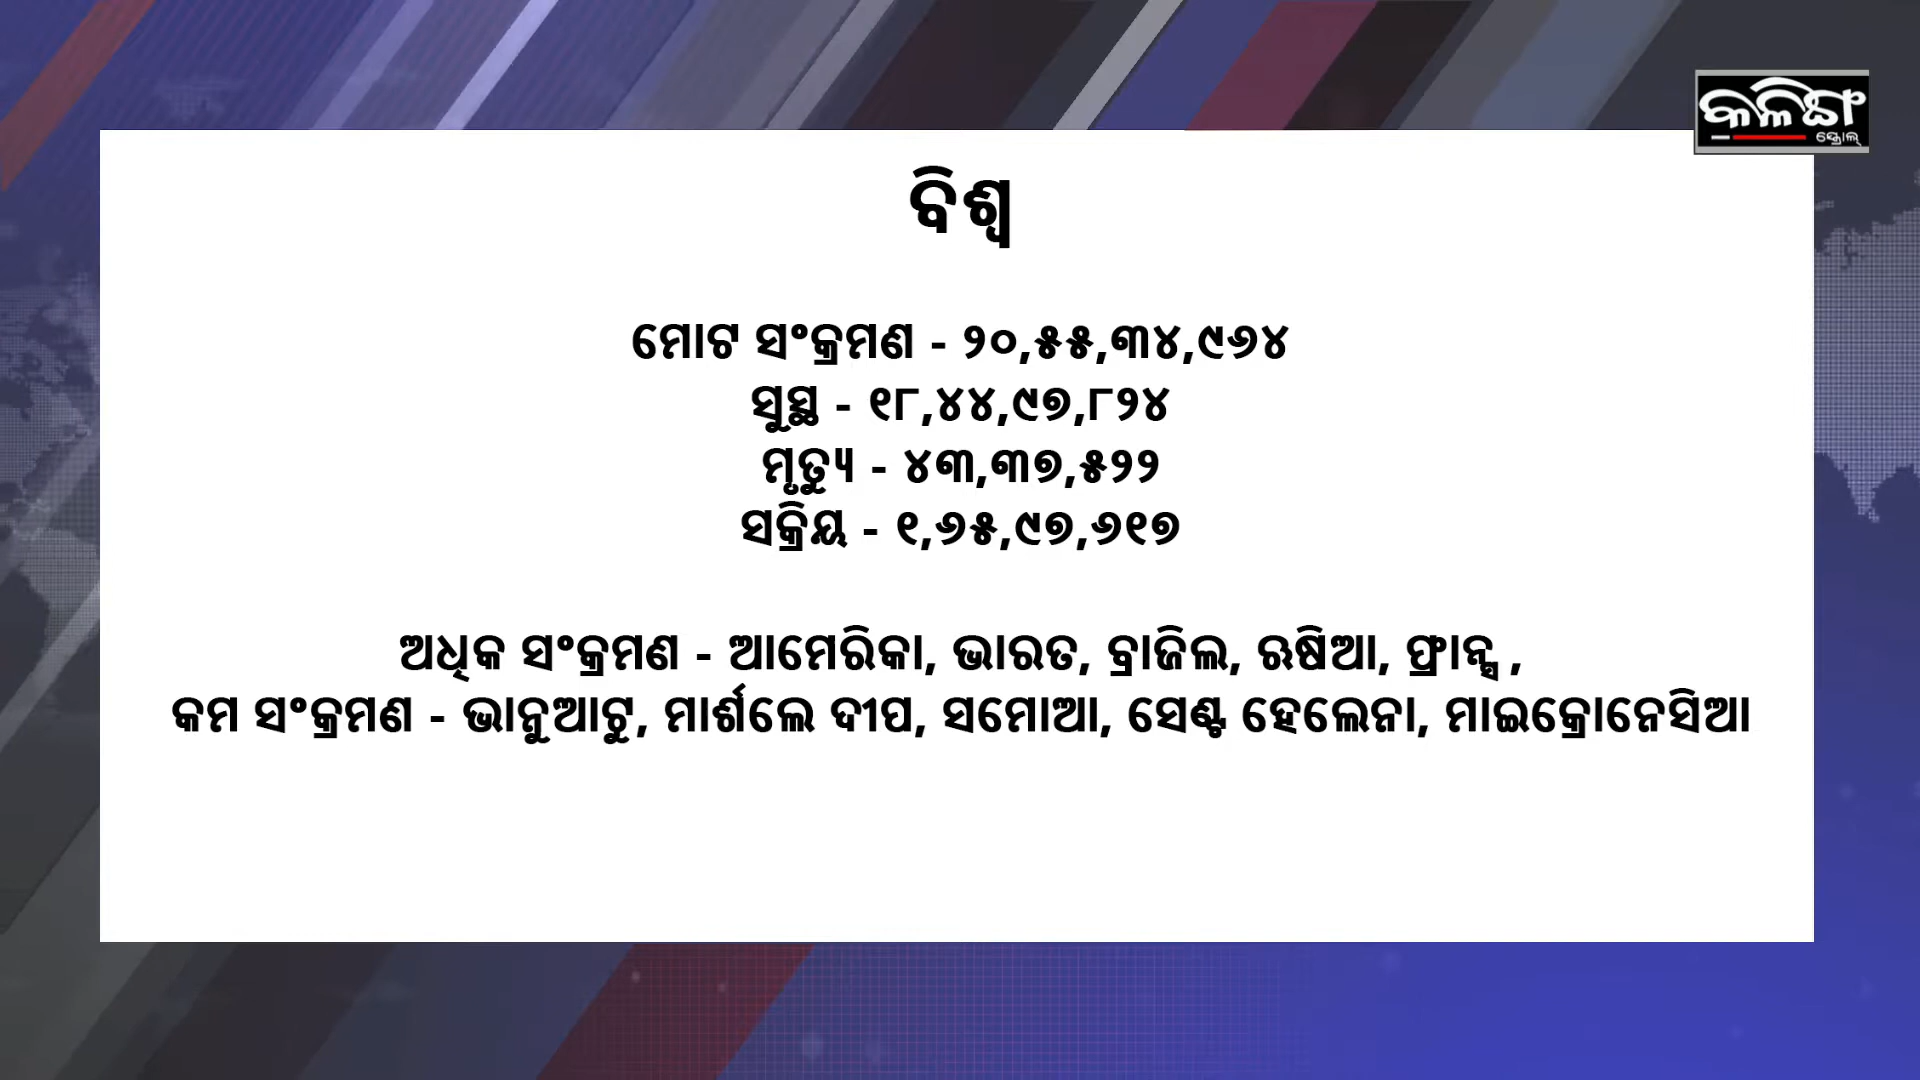 କଳିଙ୍ଗ
ସ୍କ୍ରୋଲ୍
ବିଶ୍ୱ
ମୋଟ ସଂକ୍ରମଣ - ୨୦,୫୫,୩୪,୯୬୪
ସୁସ୍ଥ - ୧୮,୪୪,୯୭,୮୨୪
ମୃତ୍ୟୁ - ୪୩,୩୭,୫୨୨
ସକ୍ରିୟ - ୧,୬୫,୯୭,୬୧୭
ଅଧିକ ସଂକ୍ରମଣ - ଆମେରିକା, ଭାରତ, ବ୍ରାଜିଲ, ଋଷିଆ, ଫ୍ରାନ୍ସ ,
କମ ସଂକ୍ରମଣ - ଭାନୁଆଟୁ, ମାର୍ଶଲେ ଦୀପ, ସମୋଆ, ସେଣ୍ଟ ହେଲେନା, ମାଇକ୍ରୋନେସିଆ